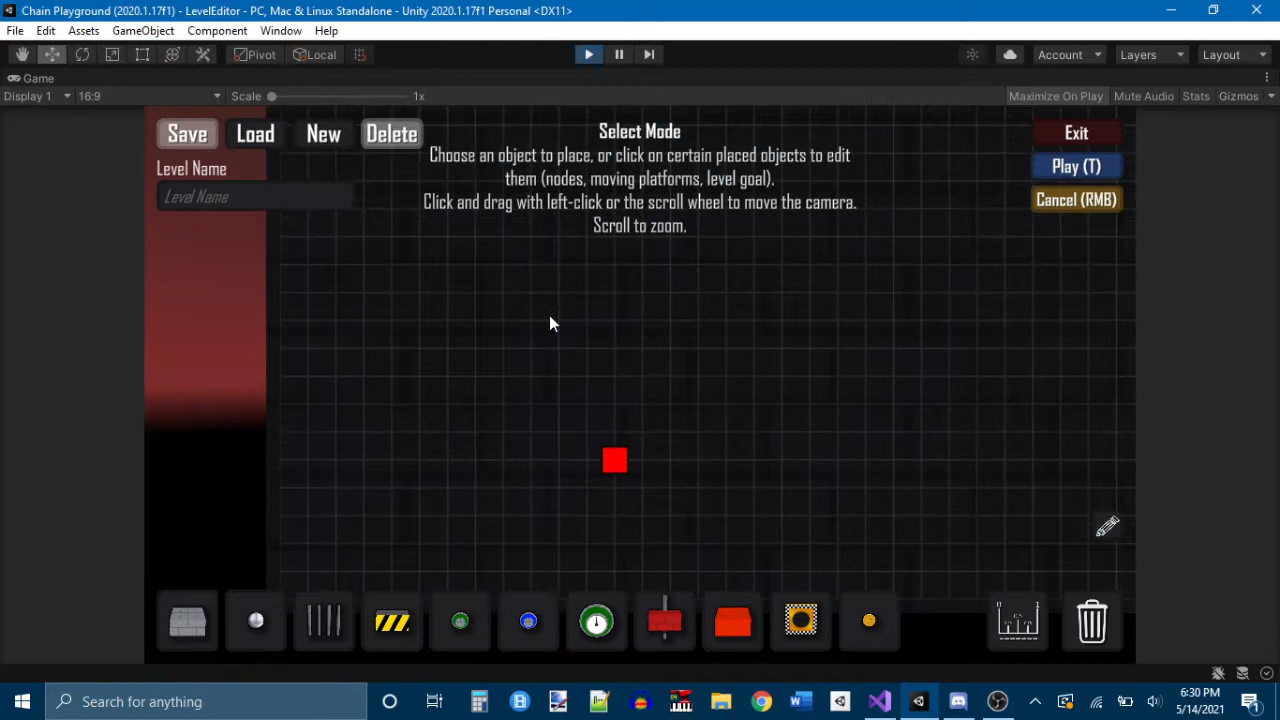 Chain Playground (2020.1.17f1) - LevelEditor - PC, Mac & Linux Standalone - Unity 2020.1.17f1 Personal <DX11>
File Edit Assets GameObject Component Window Help
Pivot Local Account Layers Layout
Game
Display 1 16:9 Scale 1x Maximize On Play Mute Audio Stats Gizmos
Save Load New Delete
Level Name
Level Name
Select Mode
Choose an object to place, or click on certain placed objects to edit
them (nodes, moving platforms, level goal).
Click and drag with left-click or the scroll wheel to move the camera.
Scroll to zoom.
Exit
Play (T)
Cancel (RMB)
Search for anything
6:30 PM
5/14/2021
1